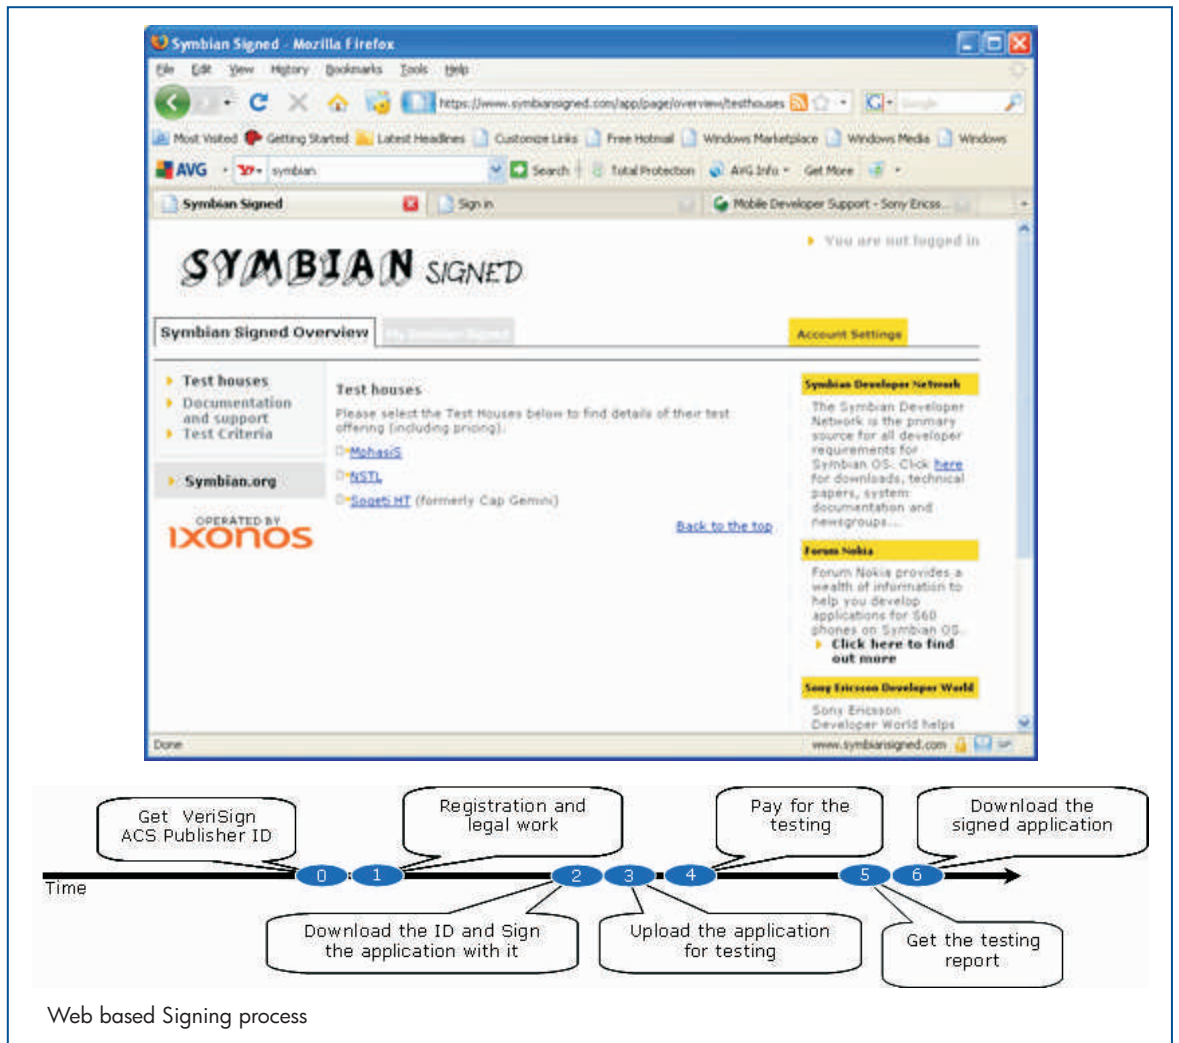 Symbian Signed - Mozilla Firefox
File Edit View History Bookmarks Tools Help
https://www.symbiansigned.com/app/page/overview/testhouses
G Google
Most Visited Getting Started Latest Headlines Customize Links Free Hotmail Windows Marketplace Windows Media Windows
AVG Y! symbian Search Total Protection AVG Info Get More
Symbian Signed Sign in Mobile Developer Support - Sony Ericss...
You are not logged in
SYMBIAN SIGNED
Symbian Signed Overview My Symbian Signed Account Settings
Test houses
Documentation
and support
Test Criteria
Symbian.org
OPERATED BY
IXONOS
Test houses
Please select the Test Houses below to find details of their test
offering (including pricing).
MphasiS
NSTL
Sogeti HT (formerly Cap Gemini)
Back to the top
Symbian Developer Network
The Symbian Developer
Network is the primary
source for all developer
requirements for
Symbian OS. Click here
for downloads, technical
papers, system
documentation and
newsgroups...
Forum Nokia
Forum Nokia provides a
wealth of information to
help you develop
applications for S60
phones on Symbian OS.
Click here to find
out more
Sony Ericsson Developer World
Sony Ericsson
Developer World helps
Done www.symbiansigned.com
Get VeriSign
ACS Publisher ID
Registration and
legal work
Pay for the
testing
Download the
signed application
0 1 2 3 4 5 6
Time
Download the ID and Sign
the application with it
Upload the application
for testing
Get the testing
report
Web based Signing process